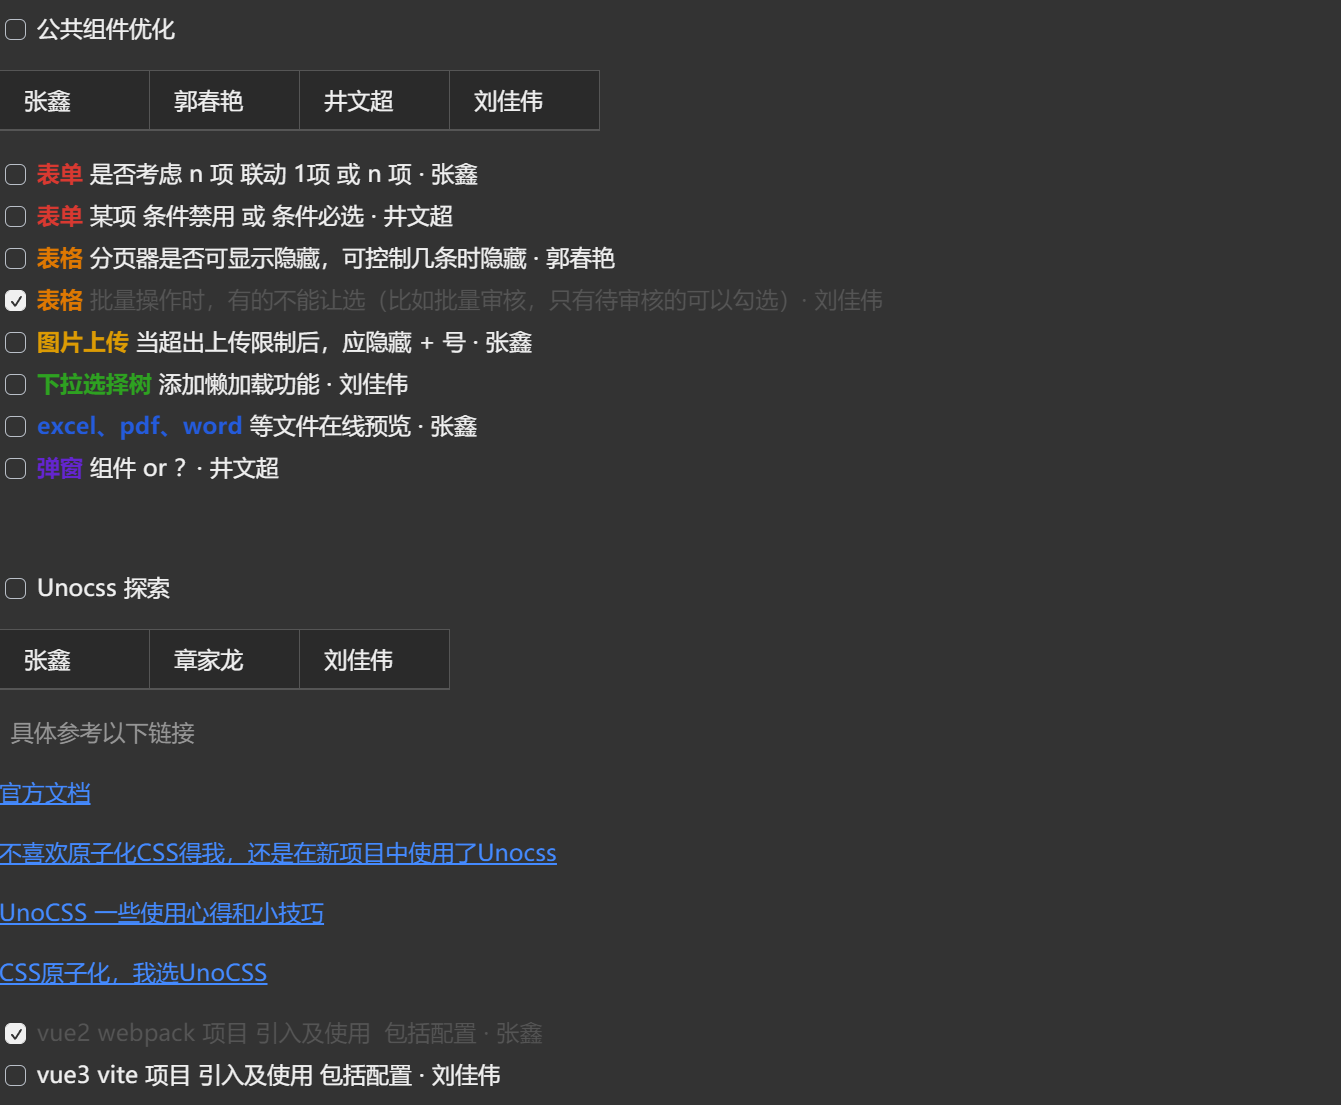 公共组件优化
张鑫 郭春艳 井文超 刘佳伟
表单 是否考虑 n 项 联动 1项 或 n 项 · 张鑫
表单 某项 条件禁用 或 条件必选 · 井文超
表格 分页器是否可显示隐藏，可控制几条时隐藏 · 郭春艳
表格 批量操作时，有的不能让选（比如批量审核，只有待审核的可以勾选）· 刘佳伟
图片上传 当超出上传限制后，应隐藏 + 号 · 张鑫
下拉选择树 添加懒加载功能 · 刘佳伟
excel、pdf、word 等文件在线预览 · 张鑫
弹窗 组件 or ? · 井文超
Unocss 探索
张鑫 章家龙 刘佳伟
具体参考以下链接
官方文档
不喜欢原子化CSS得我，还是在新项目中使用了Unocss
UnoCSS 一些使用心得和小技巧
CSS原子化，我选UnoCSS
vue2 webpack 项目 引入及使用 包括配置 · 张鑫
vue3 vite 项目 引入及使用 包括配置 · 刘佳伟